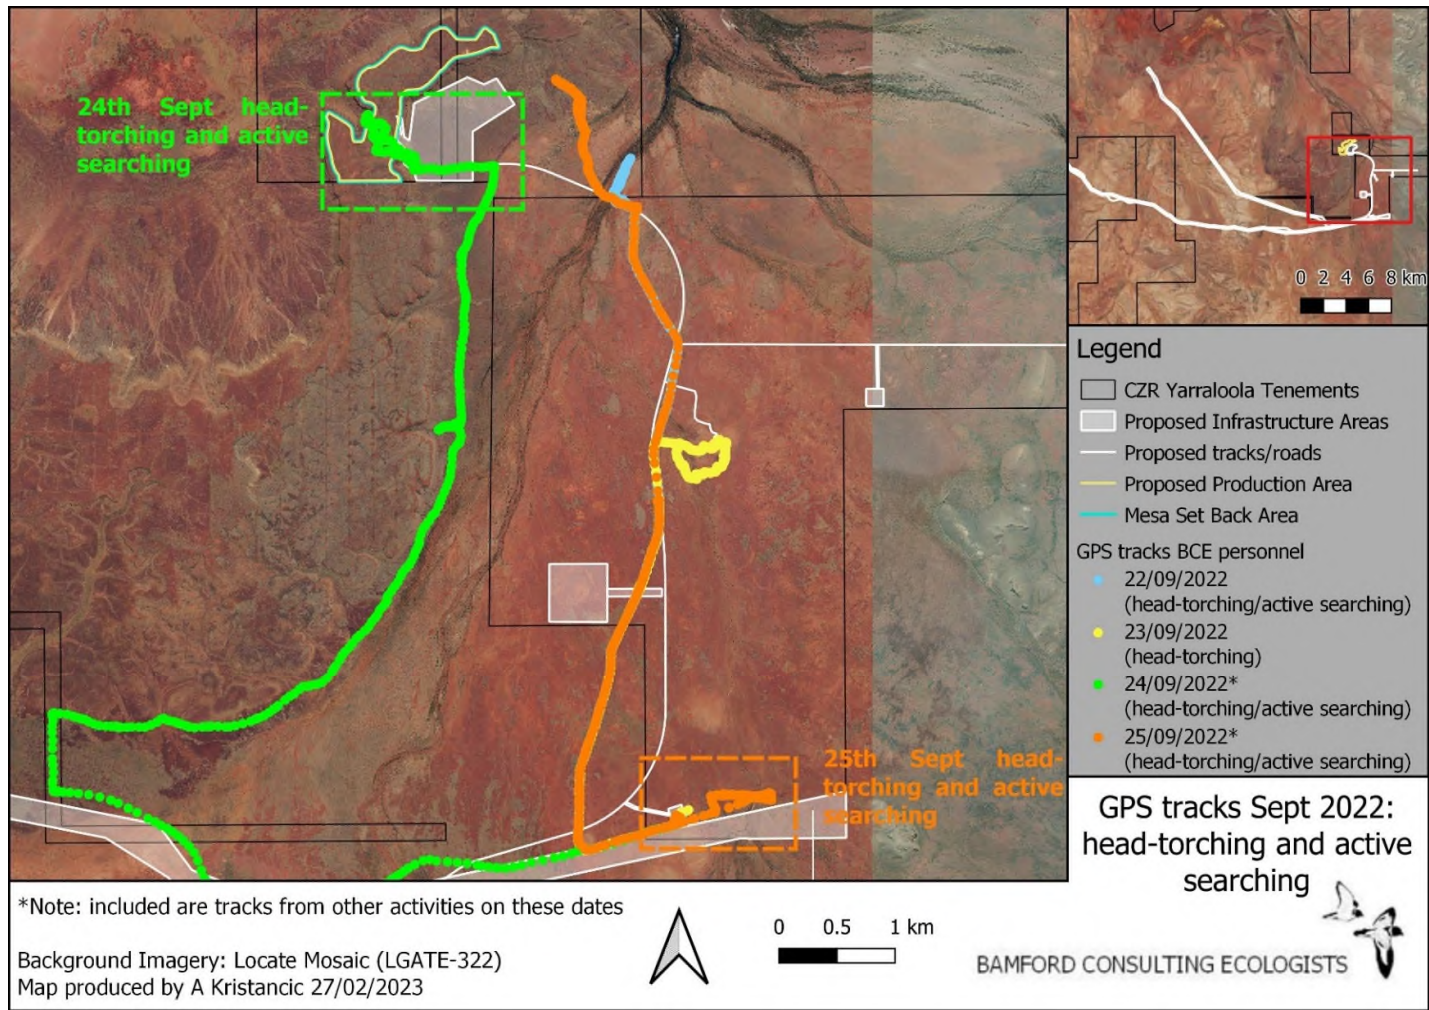 24th Sept head-
torching and active
searching
25th Sept head-
torching and active
searching
0 2 4 6 8 km
Legend
CZR Yarraloola Tenements
Proposed Infrastructure Areas
Proposed tracks/roads
Proposed Production Area
Mesa Set Back Area
GPS tracks BCE personnel
22/09/2022
(head-torching/active searching)
23/09/2022
(head-torching)
24/09/2022*
(head-torching/active searching)
25/09/2022*
(head-torching/active searching)
GPS tracks Sept 2022:
head-torching and active
searching
BAMFORD CONSULTING ECOLOGISTS
*Note: included are tracks from other activities on these dates
0 0.5 1 km
Background Imagery: Locate Mosaic (LGATE-322)
Map produced by A Kristancic 27/02/2023